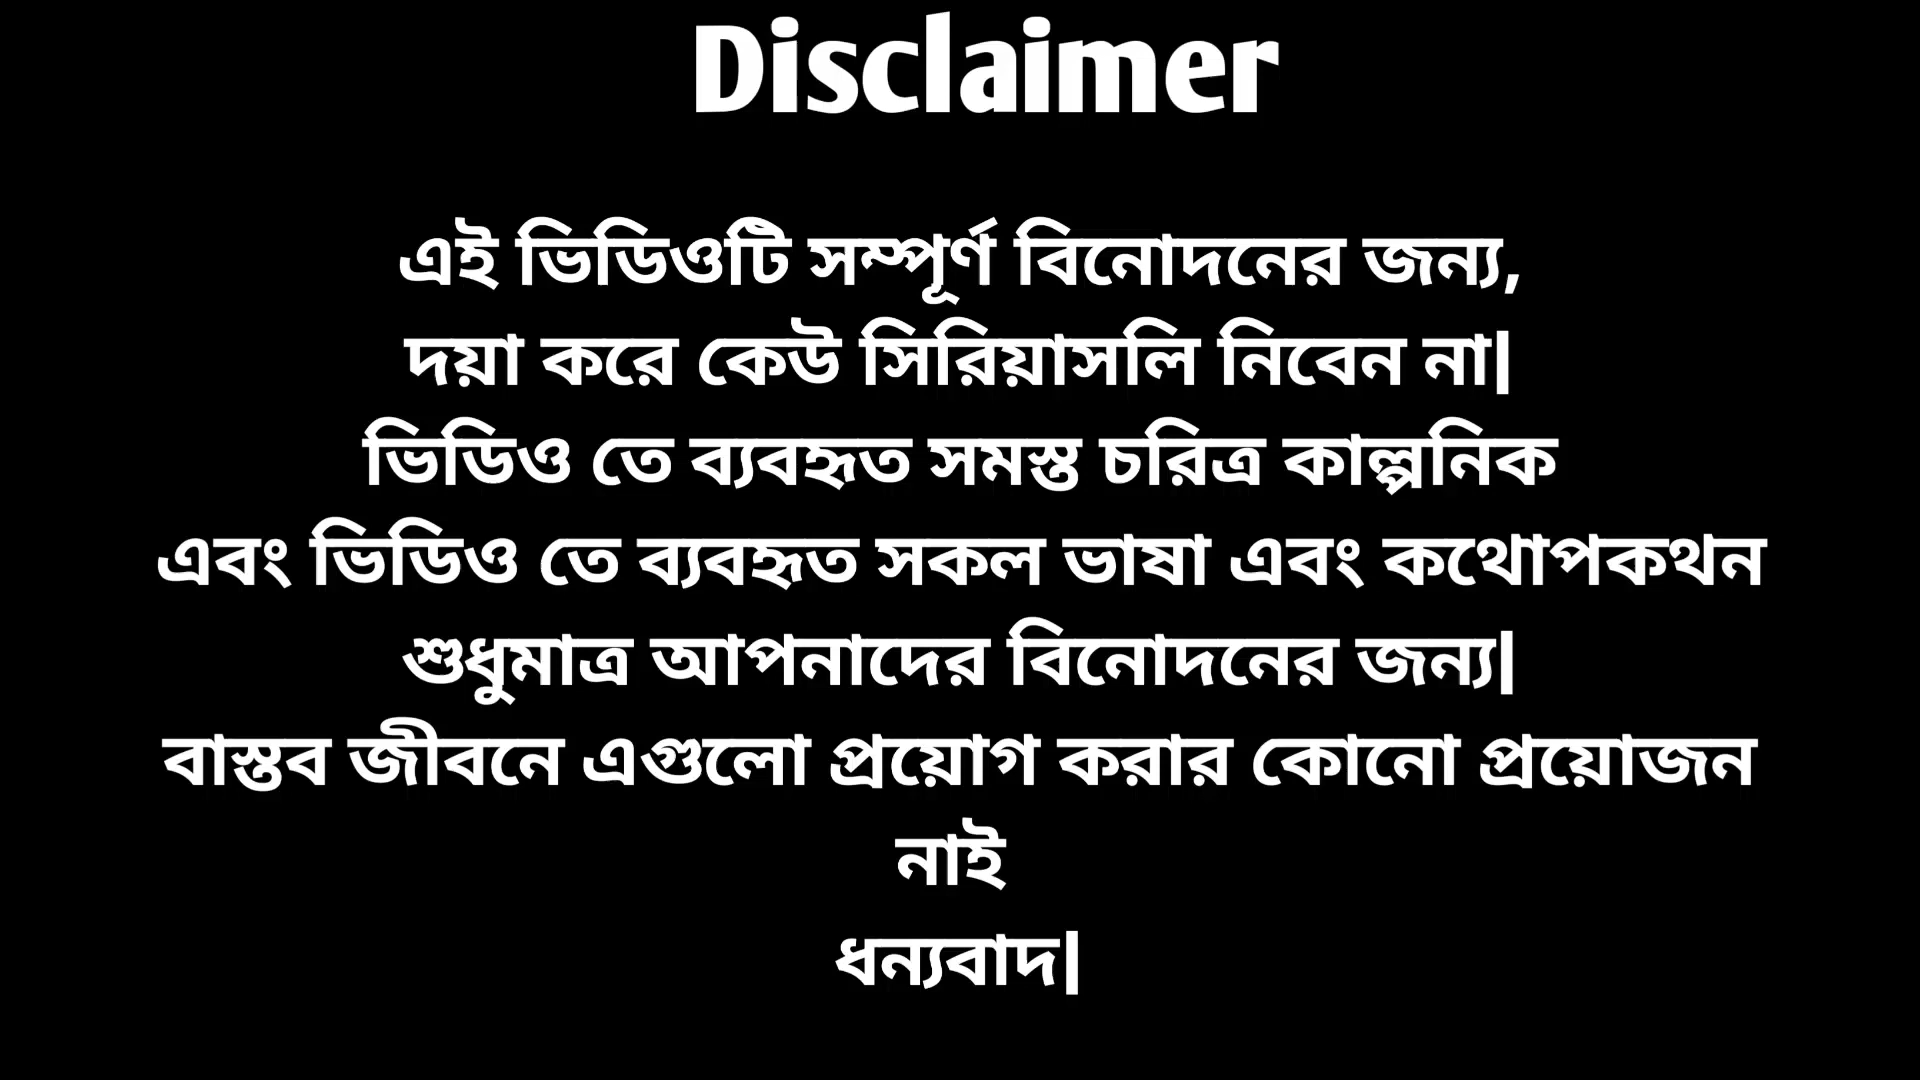 Disclaimer
এই ভিডিওটি সম্পূর্ণ বিনোদনের জন্য,
দয়া করে কেউ সিরিয়াসলি নিবেন না|
ভিডিও তে ব্যবহৃত সমস্ত চরিত্র কাল্পনিক
এবং ভিডিও তে ব্যবহৃত সকল ভাষা এবং কথোপকথন
শুধুমাত্র আপনাদের বিনোদনের জন্য|
বাস্তব জীবনে এগুলো প্রয়োগ করার কোনো প্রয়োজন
নাই
ধন্যবাদ|